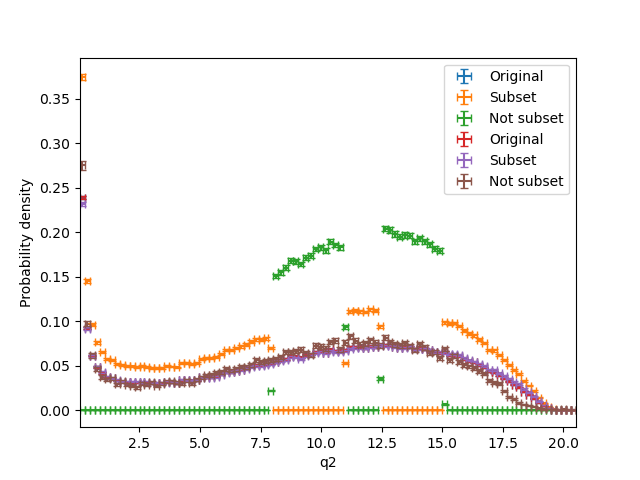 Original
Subset
Not subset
Original
Subset
Not subset
Probability density
0.35
0.30
0.25
0.20
0.15
0.10
0.05
0.00
2.5 5.0 7.5 10.0 12.5 15.0 17.5 20.0
q2